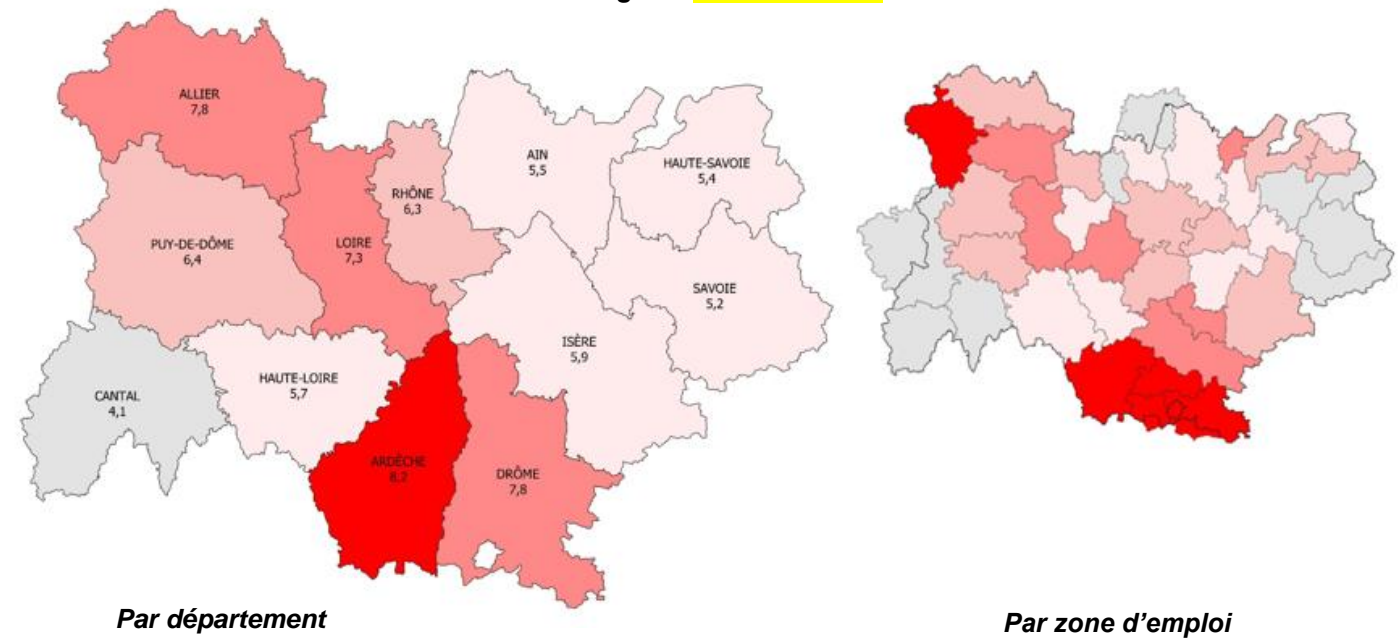 ALLIER
7,8
AIN
5,5
HAUTE-SAVOIE
5,4
RHÔNE
6,3
PUY-DE-DÔME
6,4
LOIRE
7,3
SAVOIE
5,2
ISÈRE
5,9
HAUTE-LOIRE
5,7
CANTAL
4,1
ARDÈCHE
DRÔME
7,8
Par département
Par zone d'emploi